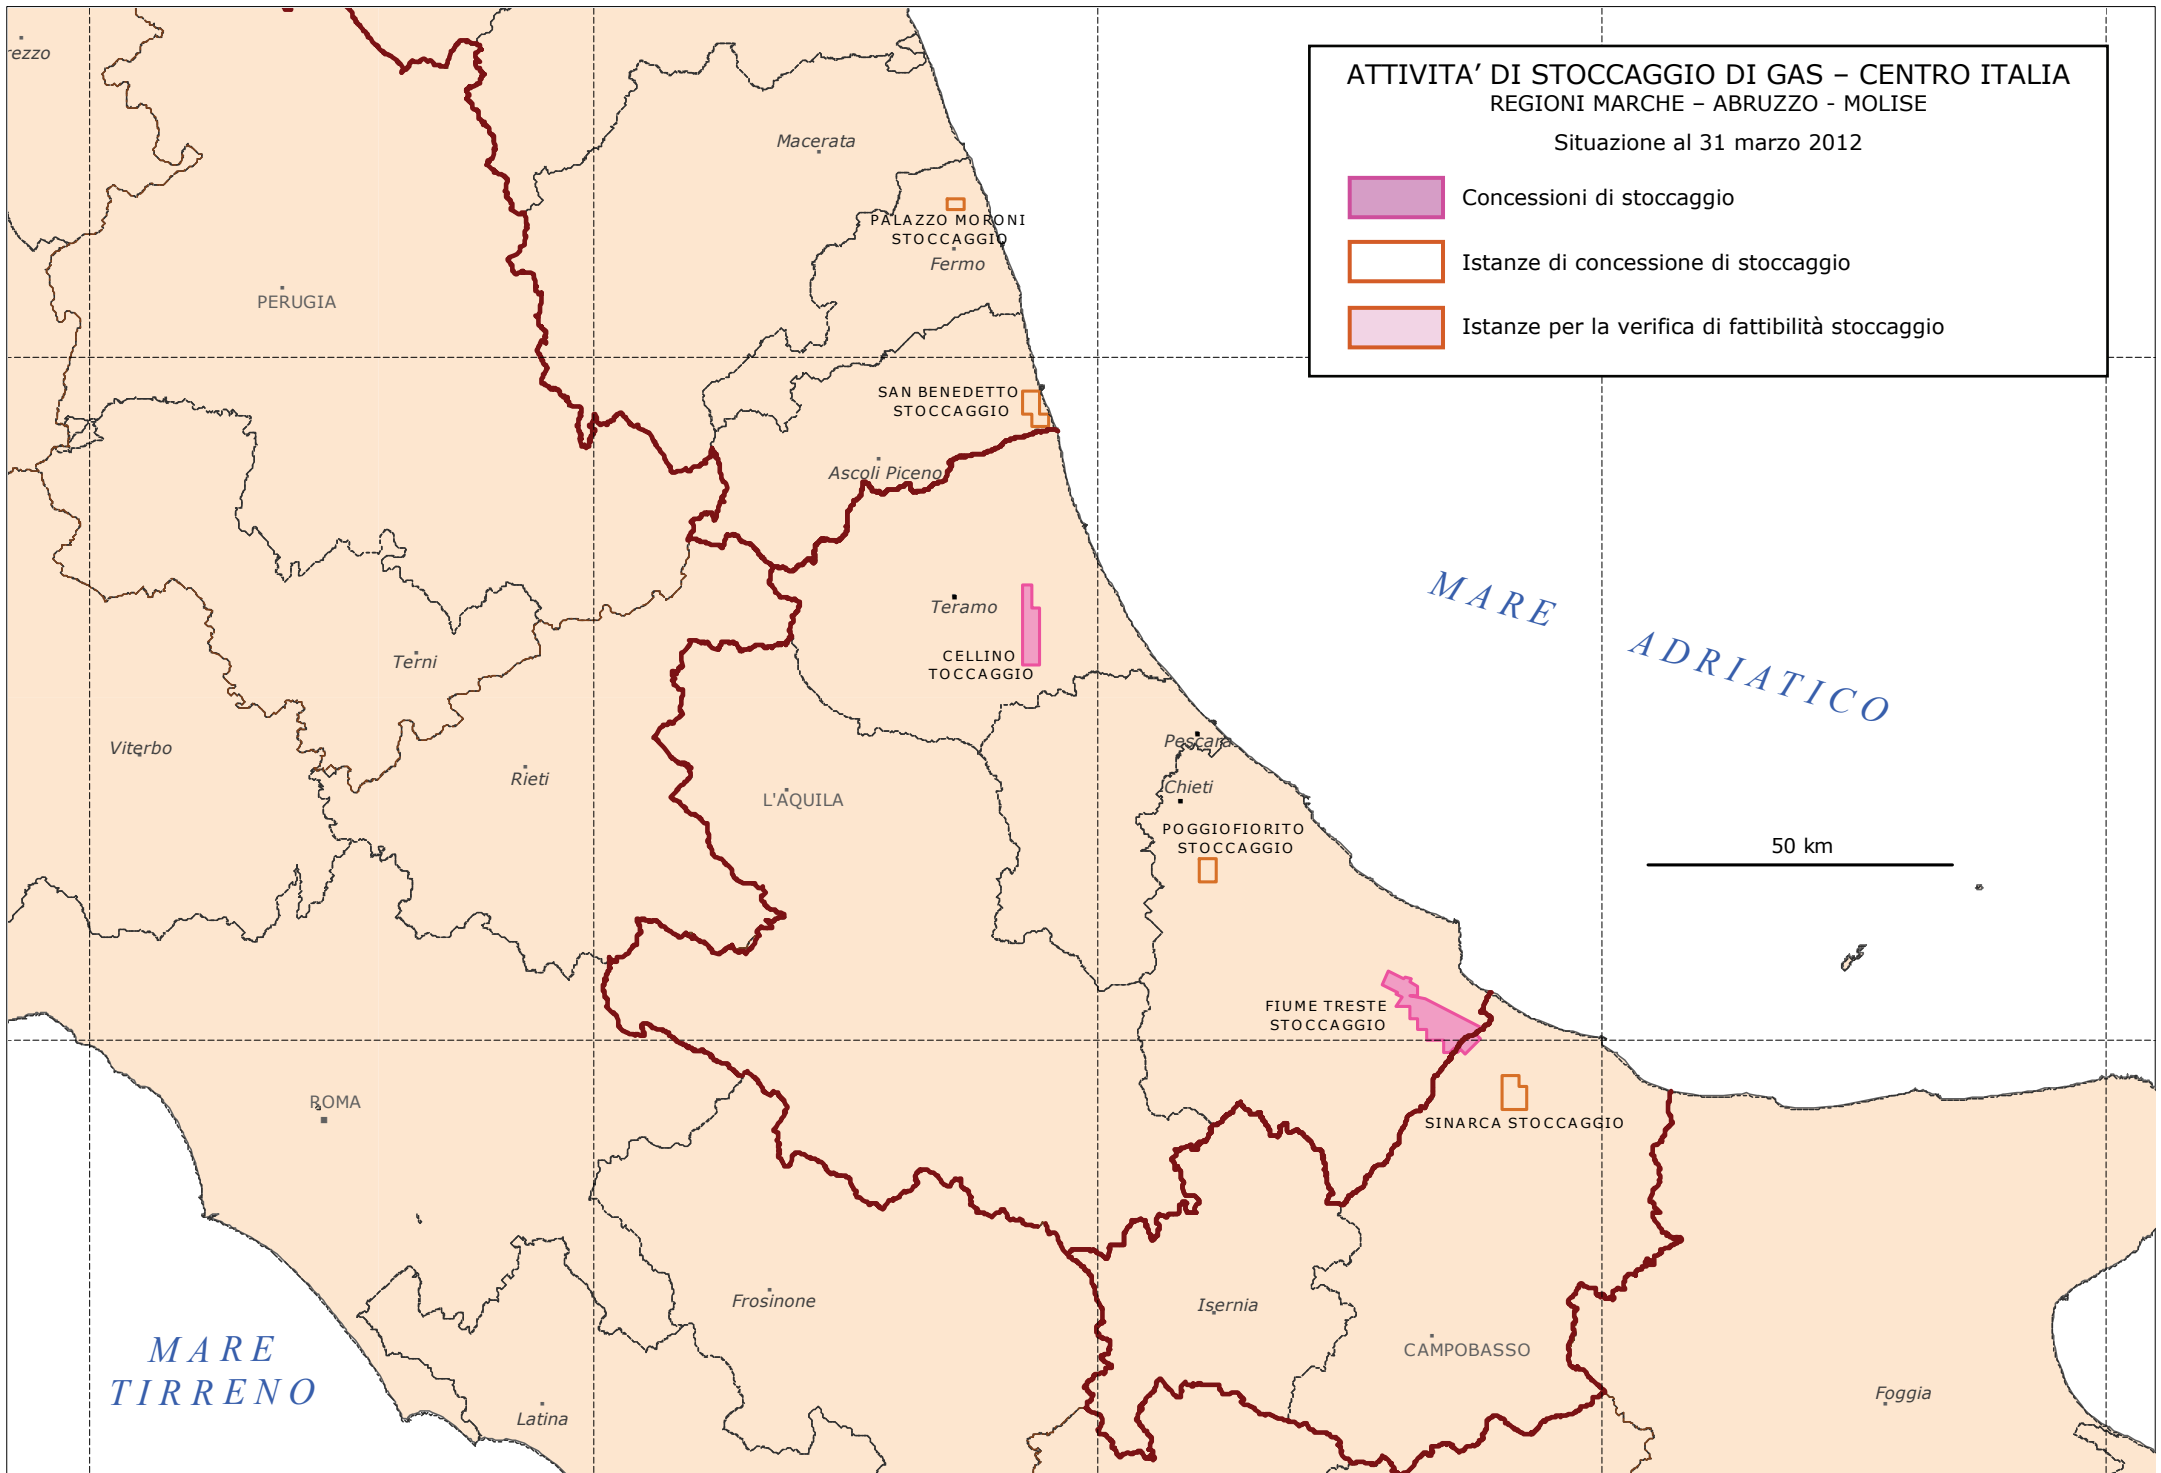 ATTIVITA’ DI STOCCAGGIO DI GAS – CENTRO ITALIA
REGIONI MARCHE – ABRUZZO - MOLISE
Situazione al 31 marzo 2012
Concessioni di stoccaggio
Istanze di concessione di stoccaggio
Istanze per la verifica di fattibilità stoccaggio
rezzo
Macerata
PALAZZO MORONI
STOCCAGGIO
Fermo
PERUGIA
SAN BENEDETTO
STOCCAGGIO
Ascoli Piceno
MARE ADRIATICO
Teramo
CELLINO
TOCCAGGIO
Terni
Viterbo
Rieti
Pescara
Chieti
L'AQUILA
POGGIOFIORITO
STOCCAGGIO
50 km
FIUME TRESTE
STOCCAGGIO
ROMA
SINARCA STOCCAGGIO
Frosinone
Isernia
CAMPOBASSO
MARE
TIRRENO
Latina
Foggia